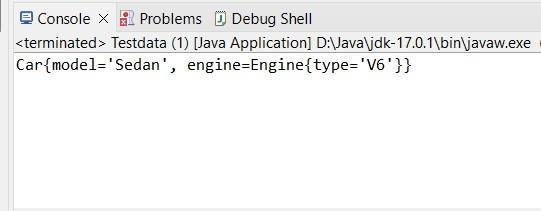 Console Problems Debug Shell
<terminated> Testdata (1) [Java Application] D:\Java\jdk-17.0.1\bin\javaw.exe
Car{model='Sedan', engine=Engine{type='V6'}}